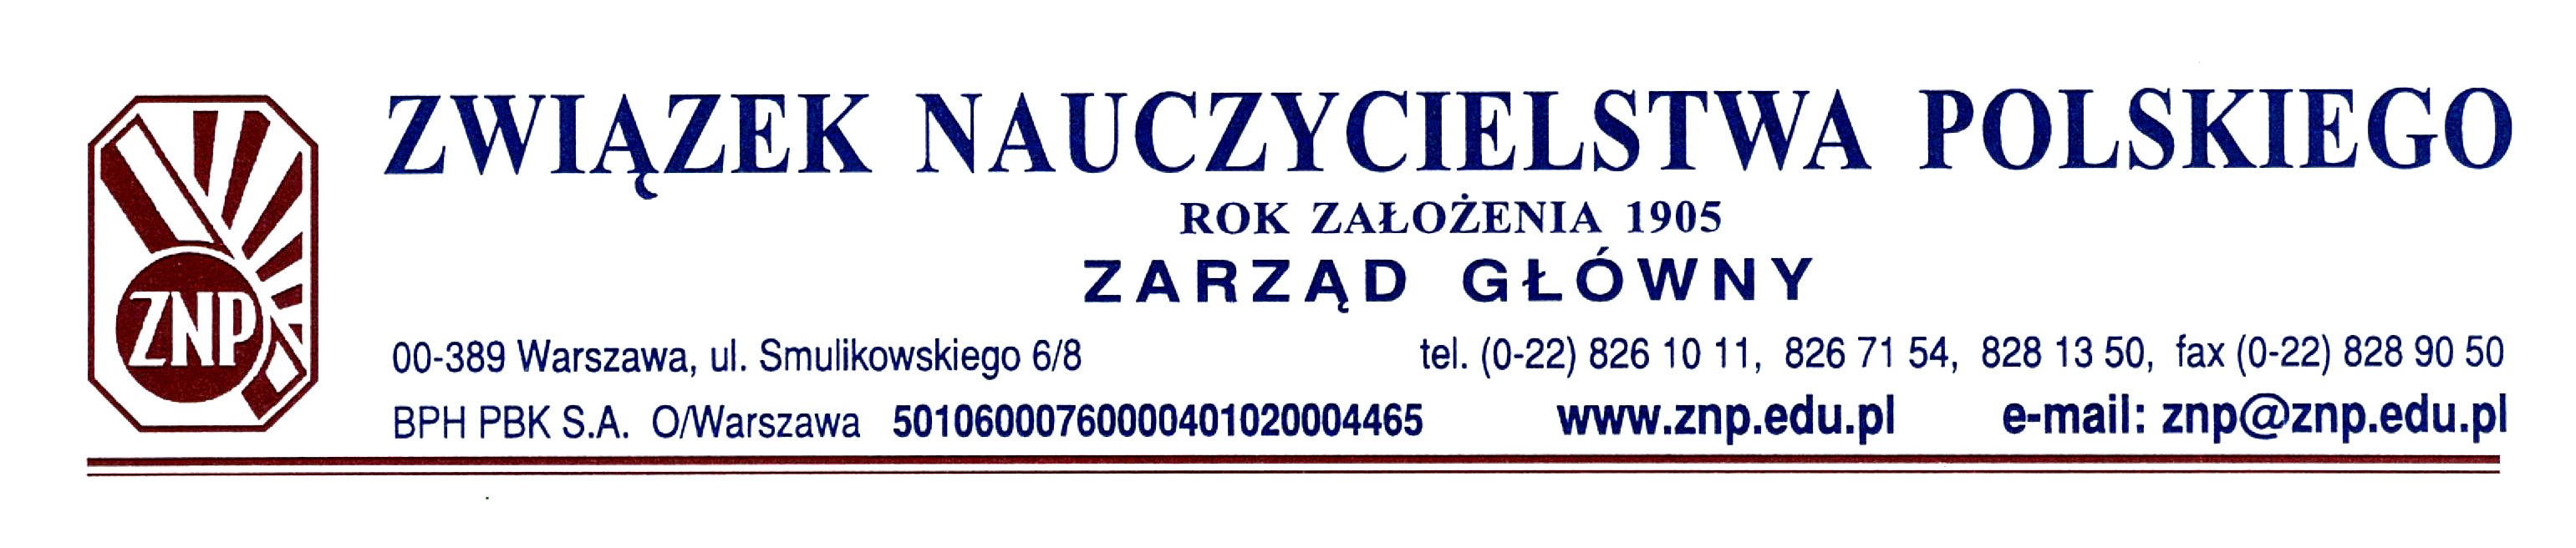 ZWIĄZEK NAUCZYCIELSTWA POLSKIEGO
ROK ZAŁOŻENIA 1905
ZARZĄD GŁÓWNY
ZNP
00-389 Warszawa, ul. Smulikowskiego 6/8 tel. (0-22) 826 10 11, 826 71 54, 828 13 50, fax (0-22) 828 90 50
BPH PBK S.A. O/Warszawa 50106000760000401020004465 www.znp.edu.pl e-mail: znp@znp.edu.pl